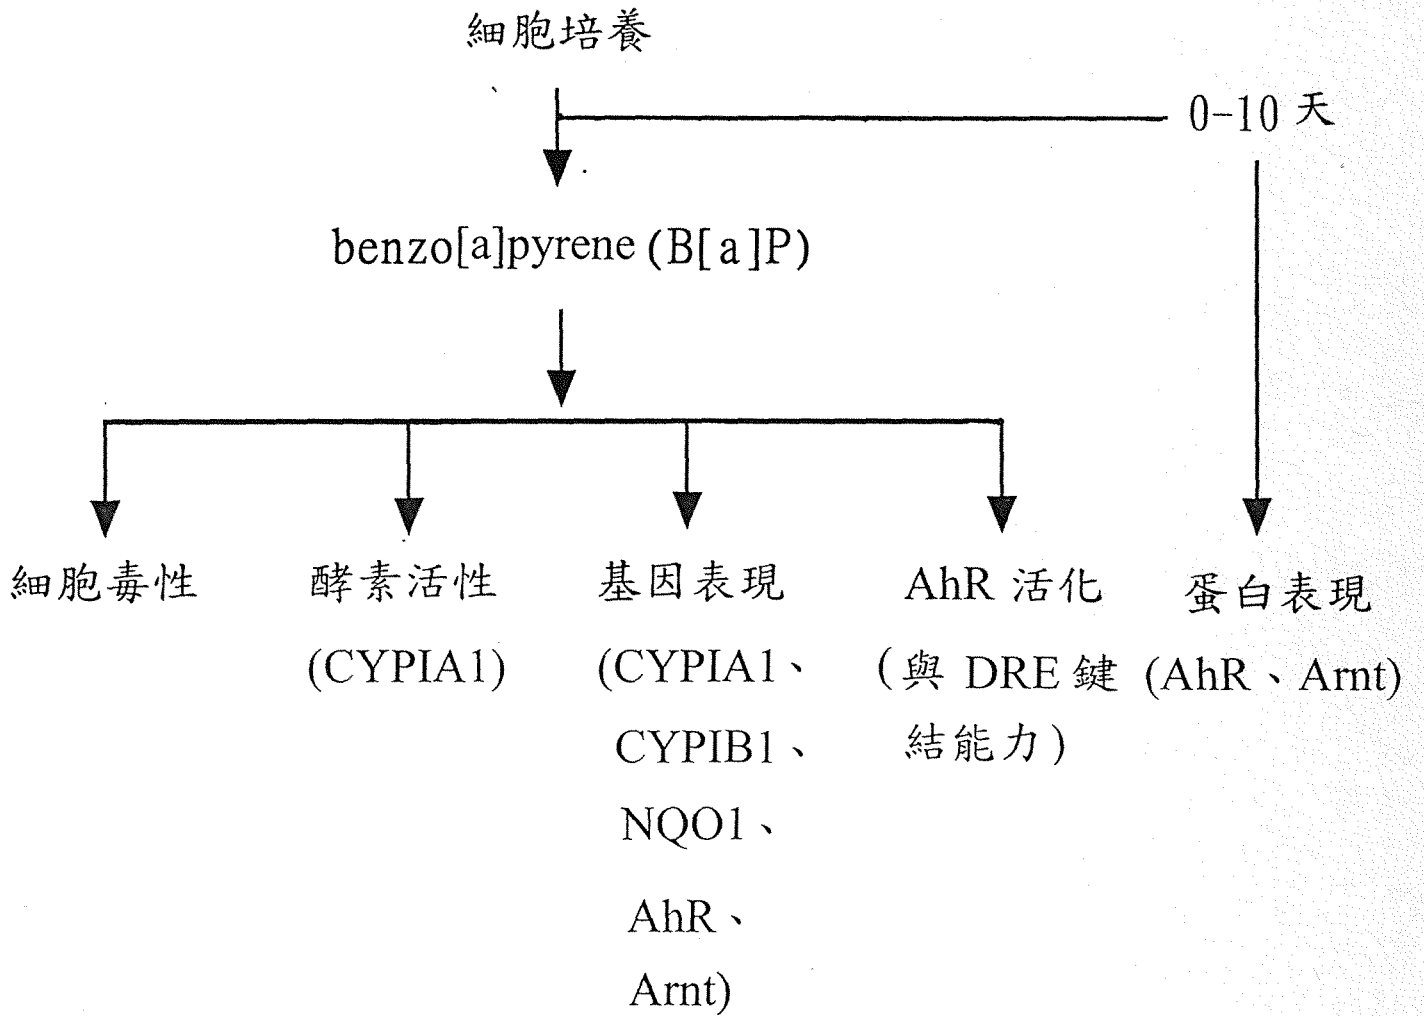 細胞培養
0-10 天
benzo[a]pyrene (B[a]P)
細胞毒性
酵素活性
(CYPIA1)
基因表現
(CYPIA1、
CYPIB1、
NQO1、
AhR、
Arnt)
AhR 活化
(與 DRE 鍵
結能力)
蛋白表現
(AhR、Arnt)